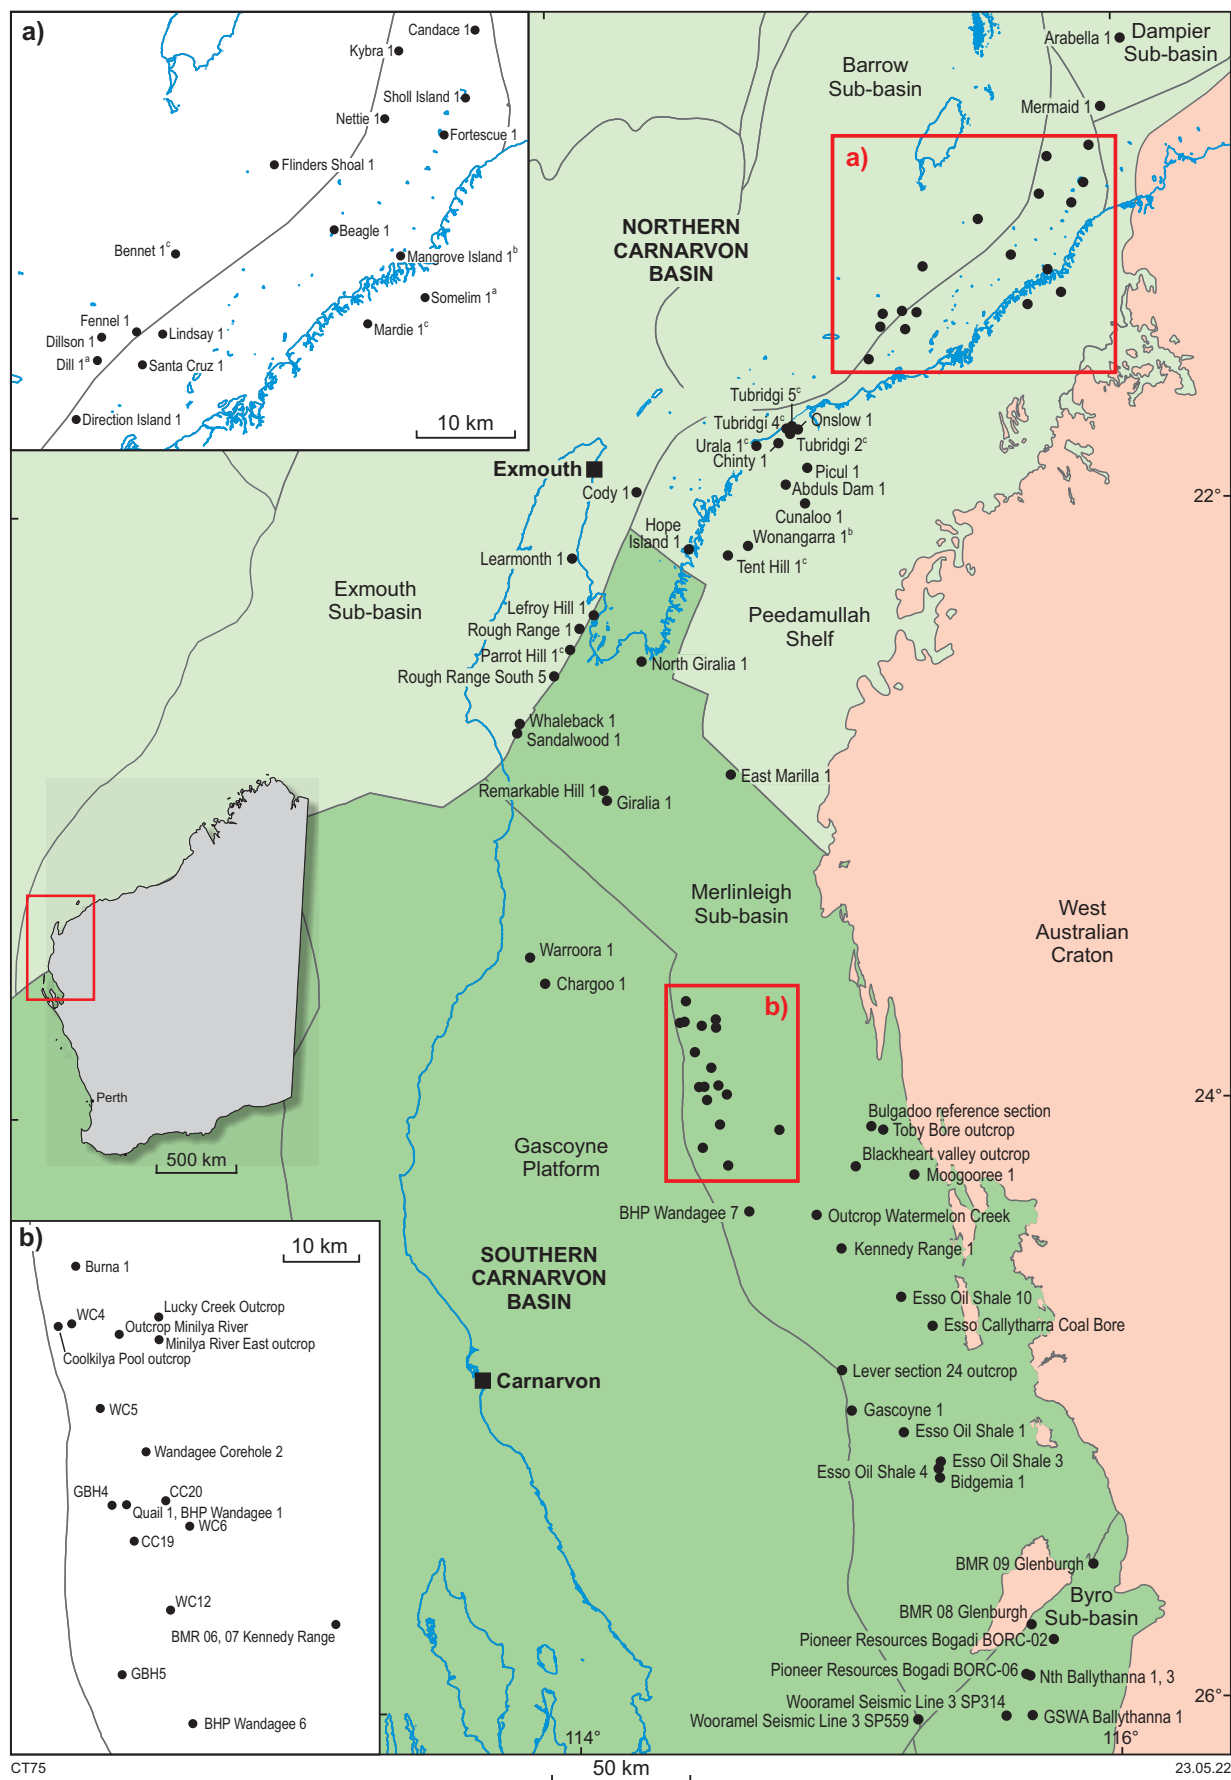 a)
Candace 1
Kybra 1
Sholl Island 1
Nettie 1
Fortescue 1
Flinders Shoal 1
Beagle 1
Bennet 1c
Mangrove Island 1b
Somelim 1a
Mardie 1c
Fennel 1
Dillson 1
Lindsay 1
Dill 1a
Santa Cruz 1
Direction Island 1
10 km
Arabella 1
Dampier
Sub-basin
Barrow
Sub-basin
Mermaid 1
a)
NORTHERN
CARNARVON
BASIN
Tubridgi 5c
Tubridgi 4c
Onslow 1
Urala 1c
Tubridgi 2c
Chinty 1
Exmouth
Picul 1
Cody 1
Abduls Dam 1
22°
Cunaloo 1
Hope
Island 1
Wonangarra 1b
Learmonth 1
Tent Hill 1c
Exmouth
Sub-basin
Lefroy Hill 1
Peedamullah
Shelf
Rough Range 1
Parrot Hill 1c
North Giralia 1
Rough Range South 5
Whaleback 1
Sandalwood 1
East Marilla 1
Remarkable Hill 1
Giralia 1
Merlinleigh
Sub-basin
West
Australian
Craton
Warroora 1
Chargoo 1
b)
Perth
500 km
24°
Bulgadoo reference section
Toby Bore outcrop
Gascoyne
Platform
Blackheart valley outcrop
Moogooree 1
BHP Wandagee 7
Outcrop Watermelon Creek
Kennedy Range 1
SOUTHERN
CARNARVON
BASIN
Esso Oil Shale 10
Esso Callytharra Coal Bore
Lever section 24 outcrop
Carnarvon
Gascoyne 1
Esso Oil Shale 1
Esso Oil Shale 3
Esso Oil Shale 4
Bidgemia 1
BMR 09 Glenburgh
Byro
Sub-basin
BMR 08 Glenburgh
Pioneer Resources Bogadi BORC-02
Pioneer Resources Bogadi BORC-06
Nth Ballythanna 1, 3
Wooramel Seismic Line 3 SP314
Wooramel Seismic Line 3 SP559
GSWA Ballythanna 1
26°
114°
116°
b)
10 km
Burna 1
Lucky Creek Outcrop
WC4
Outcrop Minilya River
Minilya River East outcrop
Coolkilya Pool outcrop
WC5
Wandagee Corehole 2
GBH4
CC20
Quail 1, BHP Wandagee 1
WC6
CC19
WC12
BMR 06, 07 Kennedy Range
GBH5
BHP Wandagee 6
CT75
50 km
23.05.22